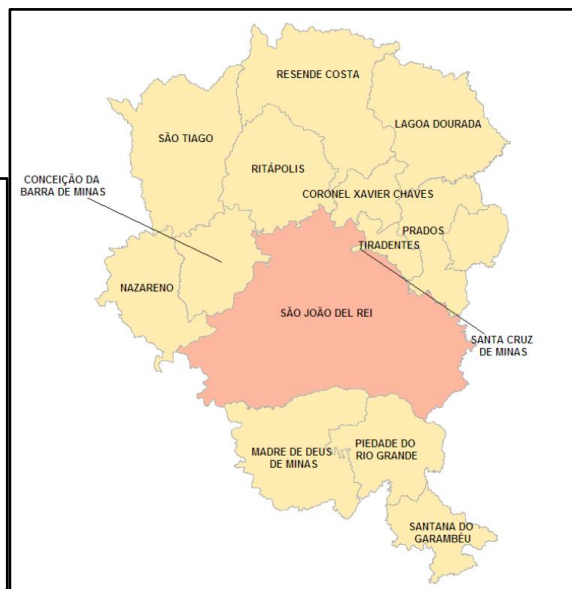 RESENDE COSTA
LAGOA DOURADA
SÃO TIAGO
RITÁPOLIS
CONCEIÇÃO DA
BARRA DE MINAS
CORONEL XAVIER CHAVES
PRADOS
TIRADENTES
NAZARENO
SÃO JOÃO DEL REI
SANTA CRUZ
DE MINAS
MADRE DE DEUS
DE MINAS
PIEDADE DO
RIO GRANDE
SANTANA DO
GARAMBÉU